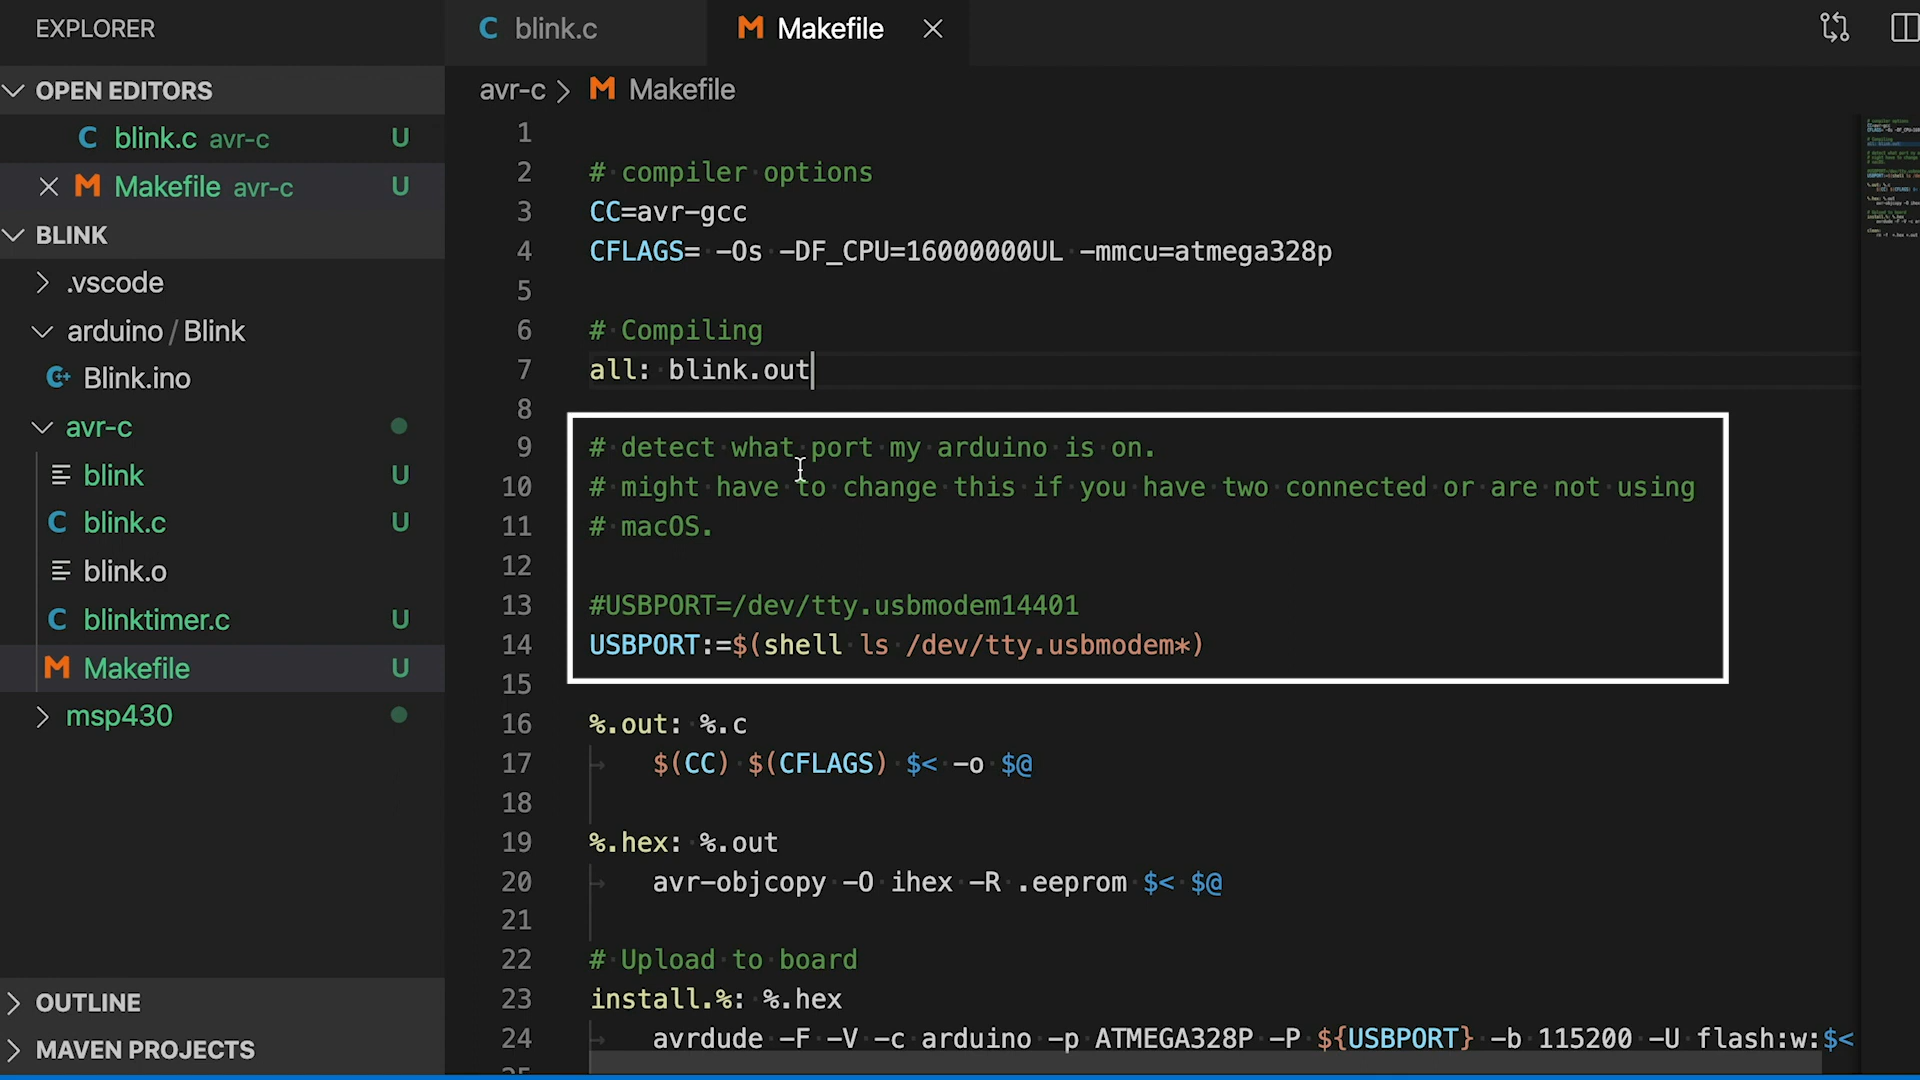 EXPLORER
OPEN EDITORS
C blink.c avr-c U
M Makefile avr-c U
BLINK
.vscode
arduino / Blink
Blink.ino
avr-c
blink U
C blink.c U
blink.o
C blinktimer.c U
M Makefile U
msp430
OUTLINE
MAVEN PROJECTS
C blink.c M Makefile
avr-c > M Makefile
1
2 # compiler options
3 CC=avr-gcc
4 CFLAGS= -Os -DF_CPU=16000000UL -mmcu=atmega328p
5
6 # Compiling
7 all: blink.out
8
9 # detect what port my arduino is on.
10 # might have to change this if you have two connected or are not using
11 # macOS.
12
13 #USBPORT=/dev/tty.usbmodem14401
14 USBPORT:=$(shell ls /dev/tty.usbmodem*)
15
16 %.out: %.c
17 $(CC) $(CFLAGS) $< -o $@
18
19 %.hex: %.out
20 avr-objcopy -O ihex -R .eeprom $< $@
21
22 # Upload to board
23 install.%: %.hex
24 avrdude -F -V -c arduino -p ATMEGA328P -P ${USBPORT} -b 115200 -U flash:w:$<